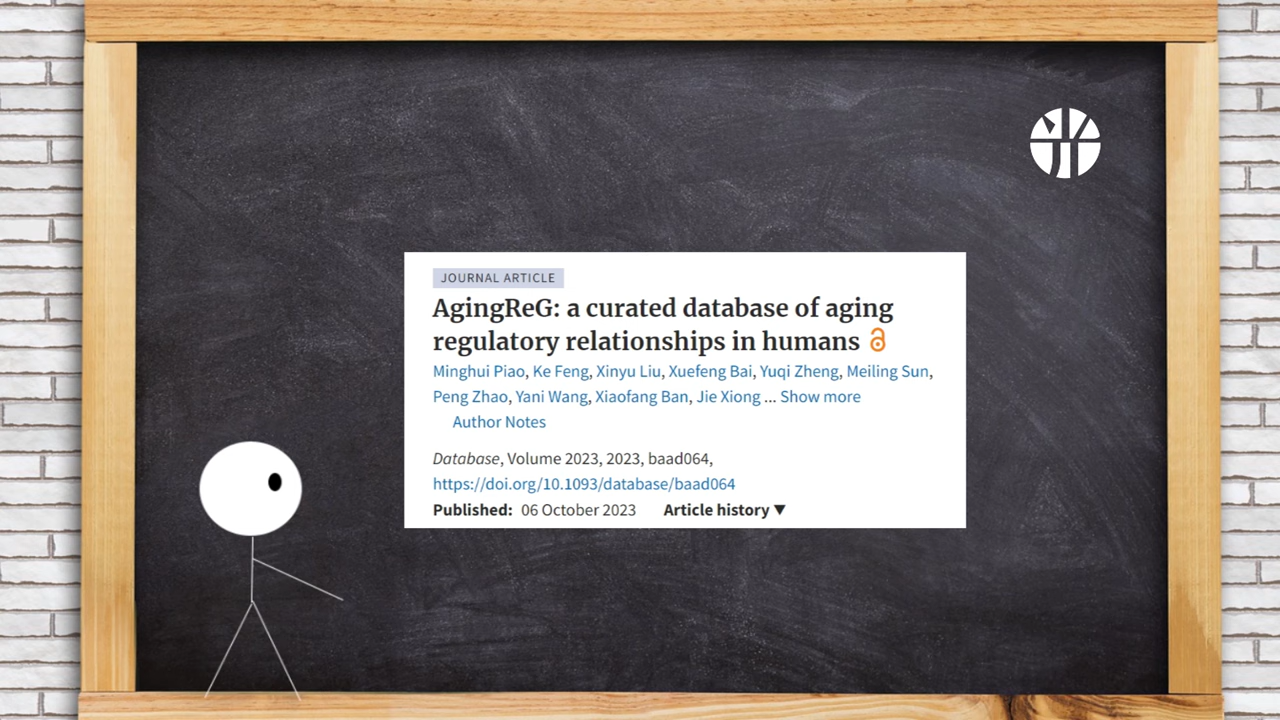 JOURNAL ARTICLE
AgingReG: a curated database of aging
regulatory relationships in humans
Minghui Piao, Ke Feng, Xinyu Liu, Xuefeng Bai, Yuqi Zheng, Meiling Sun,
Peng Zhao, Yani Wang, Xiaofang Ban, Jie Xiong ... Show more
Author Notes
Database, Volume 2023, 2023, baad064,
https://doi.org/10.1093/database/baad064
Published: 06 October 2023 Article history ▼